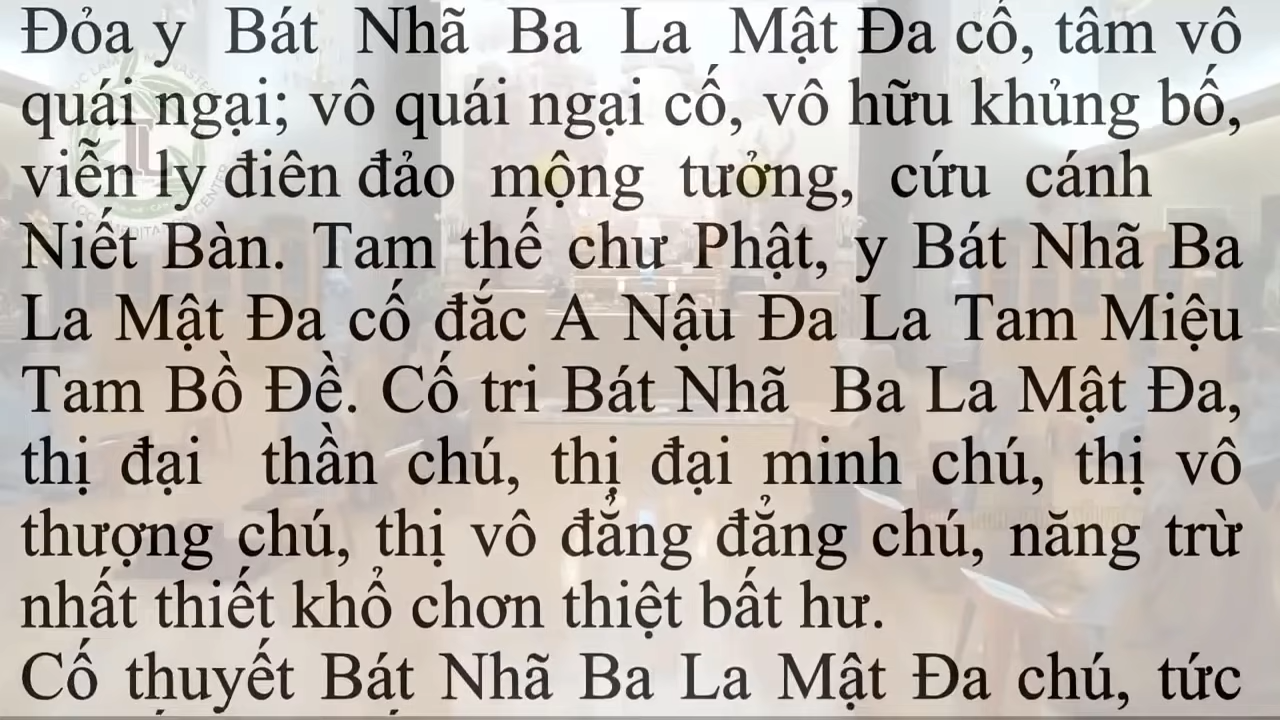 Đỏa y Bát Nhã Ba La Mật Đa cố, tâm vô
quái ngại; vô quái ngại cố, vô hữu khủng bố,
viễn ly điên đảo mộng tưởng, cứu cánh
Niết Bàn. Tam thế chư Phật, y Bát Nhã Ba
La Mật Đa cố đắc A Nậu Đa La Tam Miệu
Tam Bồ Đề. Cố tri Bát Nhã Ba La Mật Đa,
thị đại thần chú, thị đại minh chú, thị vô
thượng chú, thị vô đẳng đẳng chú, năng trừ
nhất thiết khổ chơn thiệt bất hư.
Cố thuyết Bát Nhã Ba La Mật Đa chú, tức